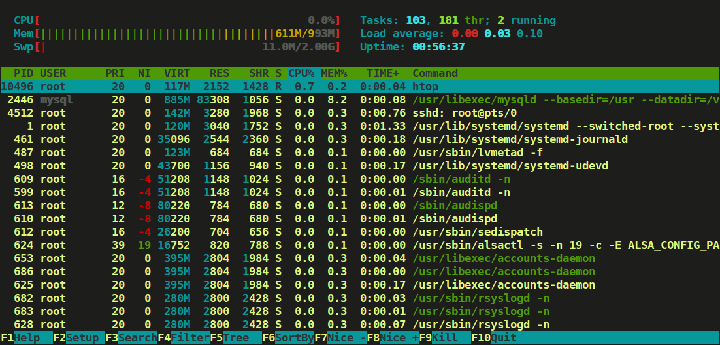 CPU[ 0.0%] Tasks: 103, 181 thr; 2 running
Mem[||||||||||||||||||||||||||||||||||||611M/993M] Load average: 0.00 0.03 0.10
Swp[| 11.0M/2.00G] Uptime: 00:56:37
PID USER PRI NI VIRT RES SHR S CPU% MEM% TIME+ Command
10496 root 20 0 117M 2152 1428 R 0.7 0.2 0:00.04 htop
2446 mysql 20 0 885M 83308 1056 S 0.0 8.2 0:00.08 /usr/libexec/mysqld --basedir=/usr --datadir=/v
4512 root 20 0 142M 3280 1968 S 0.0 0.3 0:00.76 sshd: root@pts/0
1 root 20 0 120M 3040 1752 S 0.0 0.3 0:01.33 /usr/lib/systemd/systemd --switched-root --syst
461 root 20 0 35096 2544 2360 S 0.0 0.3 0:00.18 /usr/lib/systemd/systemd-journald
487 root 20 0 123M 684 684 S 0.0 0.1 0:00.00 /usr/sbin/lvmetad -f
498 root 20 0 43700 1156 940 S 0.0 0.1 0:00.17 /usr/lib/systemd/systemd-udevd
609 root 16 -4 51208 1148 1024 S 0.0 0.1 0:00.00 /sbin/auditd -n
599 root 16 -4 51208 1148 1024 S 0.0 0.1 0:00.01 /sbin/auditd -n
613 root 12 -8 80220 784 680 S 0.0 0.1 0:00.00 /sbin/audispd
610 root 12 -8 80220 784 680 S 0.0 0.1 0:00.01 /sbin/audispd
612 root 16 -4 26200 704 656 S 0.0 0.1 0:00.00 /usr/sbin/sedispatch
624 root 39 19 16752 820 788 S 0.0 0.1 0:00.00 /usr/sbin/alsactl -s -n 19 -c -E ALSA_CONFIG_PA
653 root 20 0 395M 2804 1984 S 0.0 0.3 0:00.04 /usr/libexec/accounts-daemon
686 root 20 0 395M 2804 1984 S 0.0 0.3 0:00.00 /usr/libexec/accounts-daemon
625 root 20 0 395M 2804 1984 S 0.0 0.3 0:00.17 /usr/libexec/accounts-daemon
682 root 20 0 280M 2800 2428 S 0.0 0.3 0:00.03 /usr/sbin/rsyslogd -n
683 root 20 0 280M 2800 2428 S 0.0 0.3 0:00.01 /usr/sbin/rsyslogd -n
628 root 20 0 280M 2800 2428 S 0.0 0.3 0:00.07 /usr/sbin/rsyslogd -n
F1Help F2Setup F3SearchF4FilterF5Tree F6SortByF7Nice -F8Nice +F9Kill F10Quit